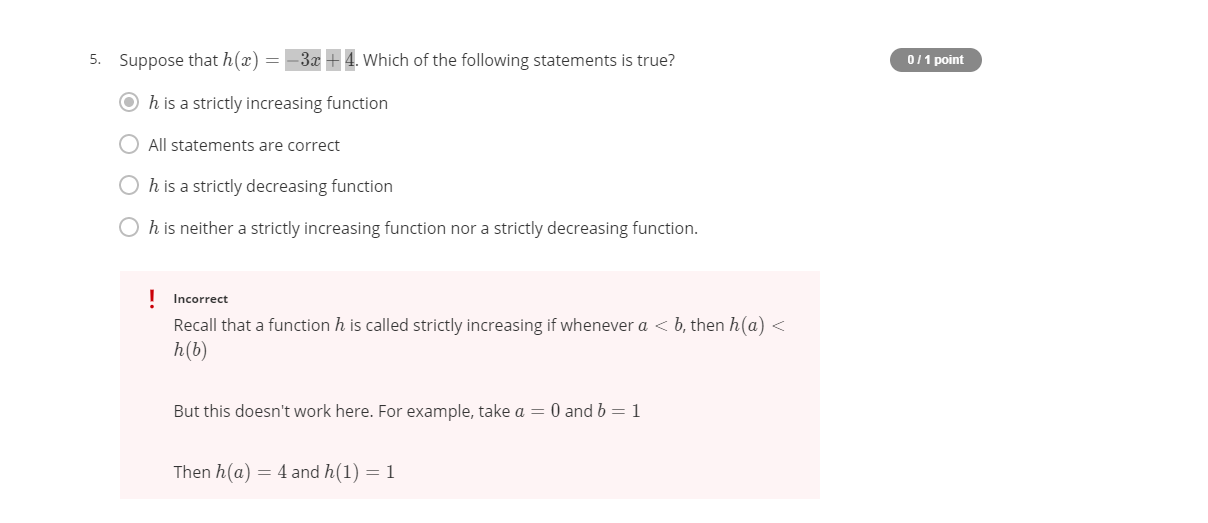 5. Suppose that h(x) = −3x + 4. Which of the following statements is true?
0 / 1 point
h is a strictly increasing function
All statements are correct
h is a strictly decreasing function
h is neither a strictly increasing function nor a strictly decreasing function.
! Incorrect
Recall that a function h is called strictly increasing if whenever a < b, then h(a) <
h(b)
But this doesn't work here. For example, take a = 0 and b = 1
Then h(a) = 4 and h(1) = 1